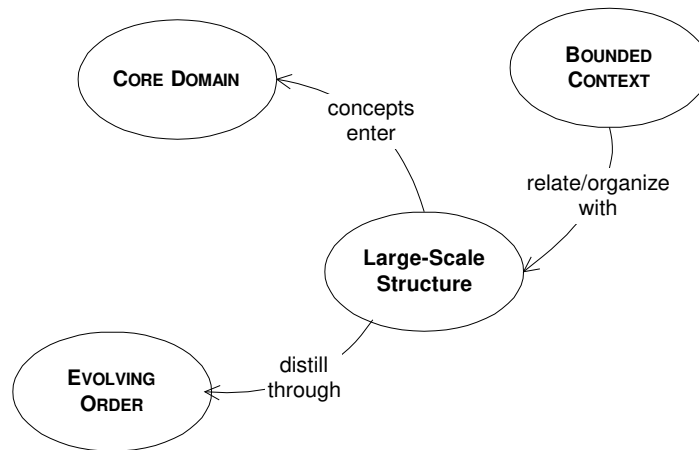 CORE DOMAIN
BOUNDED
CONTEXT
concepts
enter
relate/organize
with
Large-Scale
Structure
distill
through
EVOLVING
ORDER